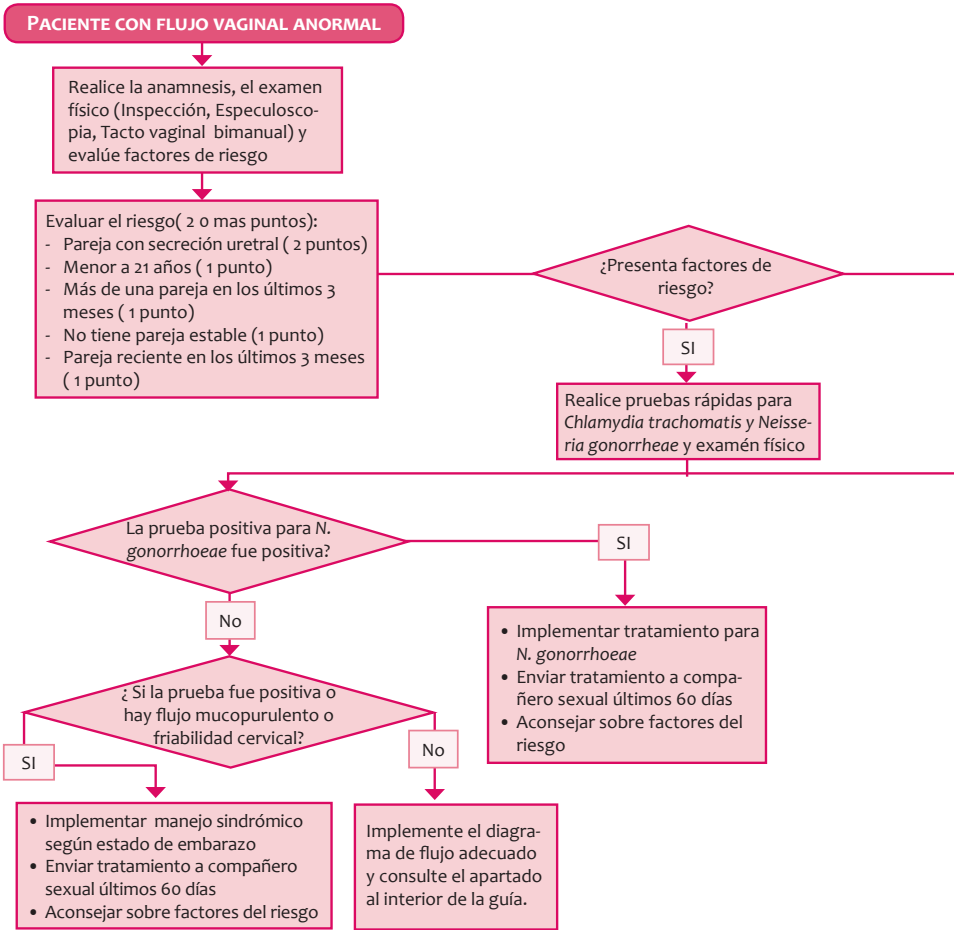 PACIENTE CON FLUJO VAGINAL ANORMAL
Realice la anamnesis, el examen
físico (Inspección, Especulosco-
pia, Tacto vaginal bimanual) y
evalúe factores de riesgo
Evaluar el riesgo( 2 o mas puntos):
- Pareja con secreción uretral ( 2 puntos)
- Menor a 21 años ( 1 punto)
- Más de una pareja en los últimos 3
meses ( 1 punto)
- No tiene pareja estable (1 punto)
- Pareja reciente en los últimos 3 meses
( 1 punto)
¿Presenta factores de
riesgo?
SI
Realice pruebas rápidas para
Chlamydia trachomatis y Neisse-
ria gonorrheae y examén físico
La prueba positiva para N.
gonorrhoeae fue positiva?
SI
No
• Implementar tratamiento para
N. gonorrhoeae
• Enviar tratamiento a compa-
ñero sexual últimos 60 días
• Aconsejar sobre factores del
riesgo
¿ Si la prueba fue positiva o
hay flujo mucopurulento o
friabilidad cervical?
SI
No
• Implementar manejo sindrómico
según estado de embarazo
• Enviar tratamiento a compañero
sexual últimos 60 días
• Aconsejar sobre factores del riesgo
Implemente el diagra-
ma de flujo adecuado
y consulte el apartado
al interior de la guía.